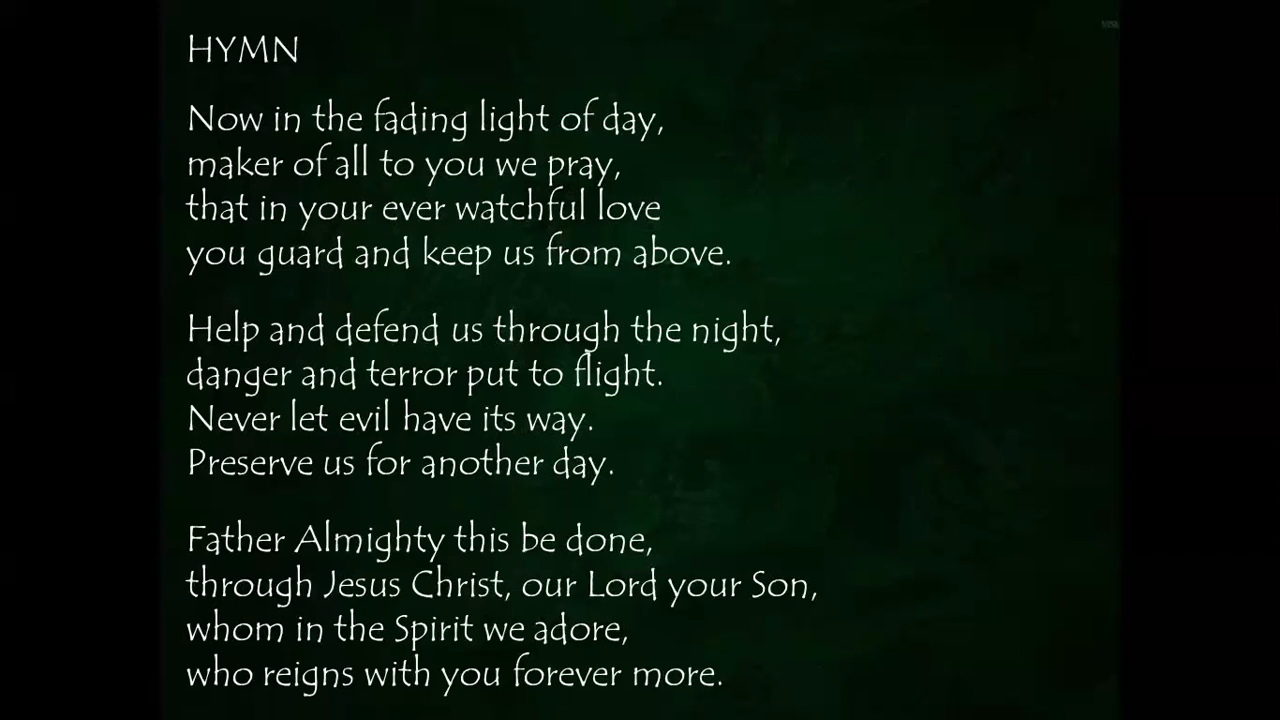 HYMN
Now in the fading light of day,
maker of all to you we pray,
that in your ever watchful love
you guard and keep us from above.
Help and defend us through the night,
danger and terror put to flight.
Never let evil have its way.
Preserve us for another day.
Father Almighty this be done,
through Jesus Christ, our Lord your Son,
whom in the Spirit we adore,
who reigns with you forever more.